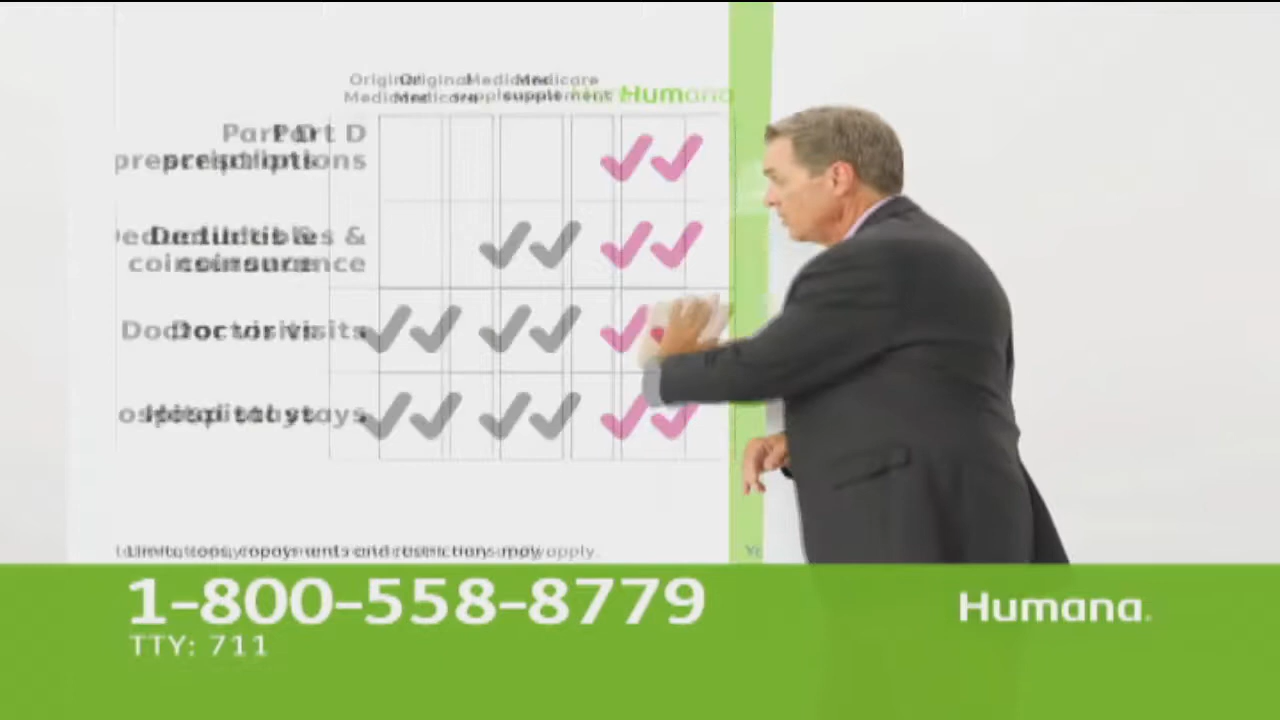 Original Medicare
Medicare supplement
Humana
Part D
prescriptions
Deductibles &
coinsurance
Doctor visits
Hospital stays
Limitations, copayments and restrictions may apply.
1-800-558-8779
TTY: 711
Humana.